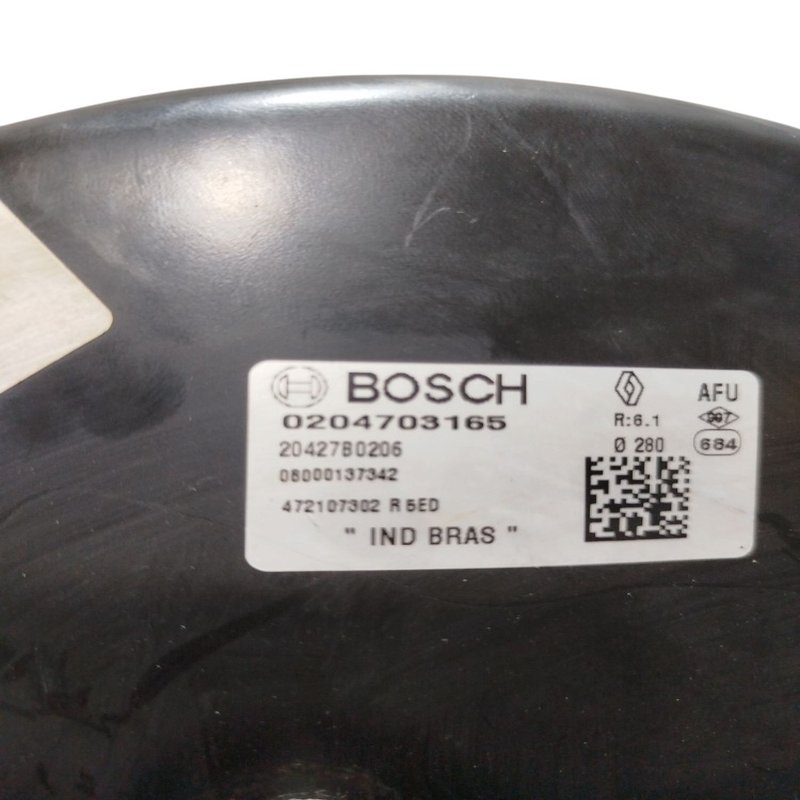 BOSCH
0204703165
20427B0206
06000137342
472107302 R 5ED
" IND BRAS "
AFU
R:6.1
Ø 280
684